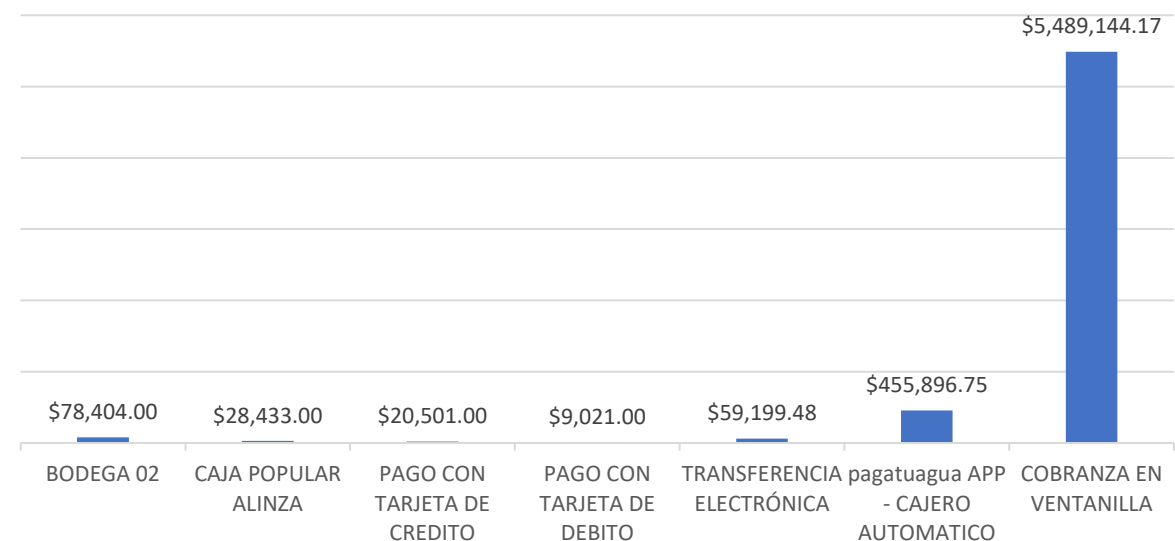 $5,489,144.17
$455,896.75
$78,404.00
$28,433.00
$20,501.00
$9,021.00
$59,199.48
BODEGA 02
CAJA POPULAR
ALINZA
PAGO CON
TARJETA DE
CREDITO
PAGO CON
TARJETA DE
DEBITO
TRANSFERENCIA
ELECTRÓNICA
pagatuagua APP
- CAJERO
AUTOMATICO
COBRANZA EN
VENTANILLA